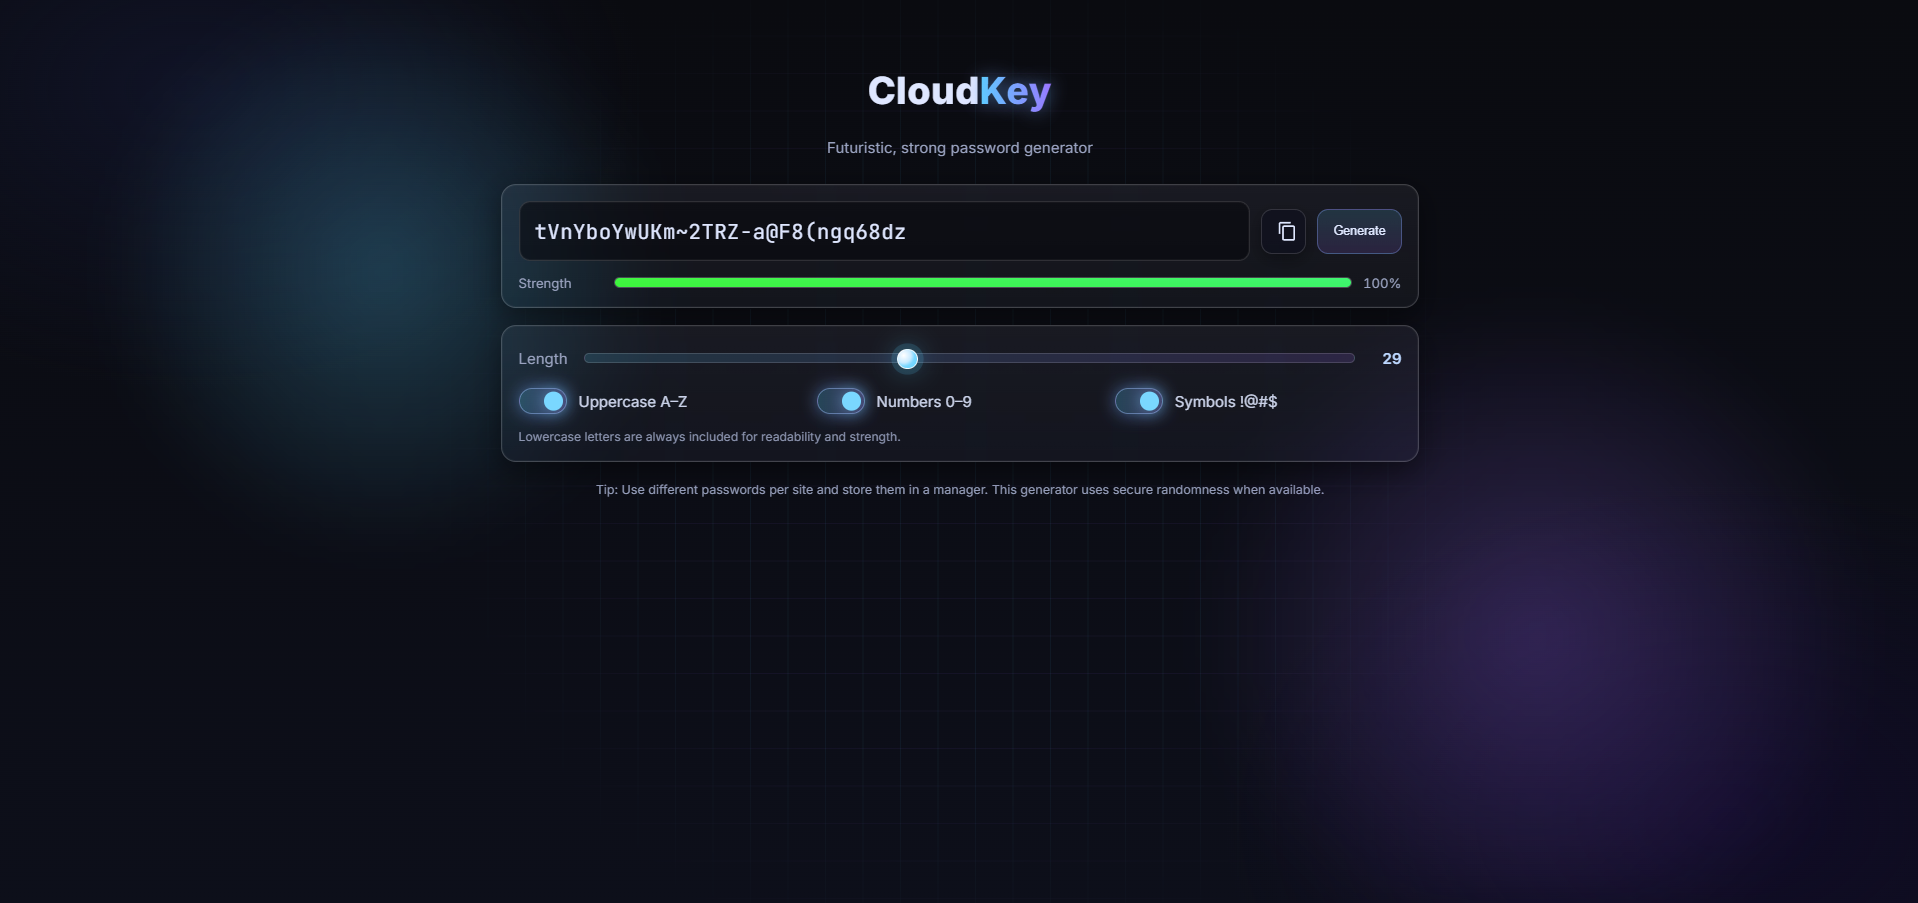 CloudKey
Futuristic, strong password generator
tVnYboYwUKm~2TRZ-a@F8(ngq68dz
Generate
Strength 100%
Length 29
Uppercase A–Z Numbers 0–9 Symbols !@#$
Lowercase letters are always included for readability and strength.
Tip: Use different passwords per site and store them in a manager. This generator uses secure randomness when available.